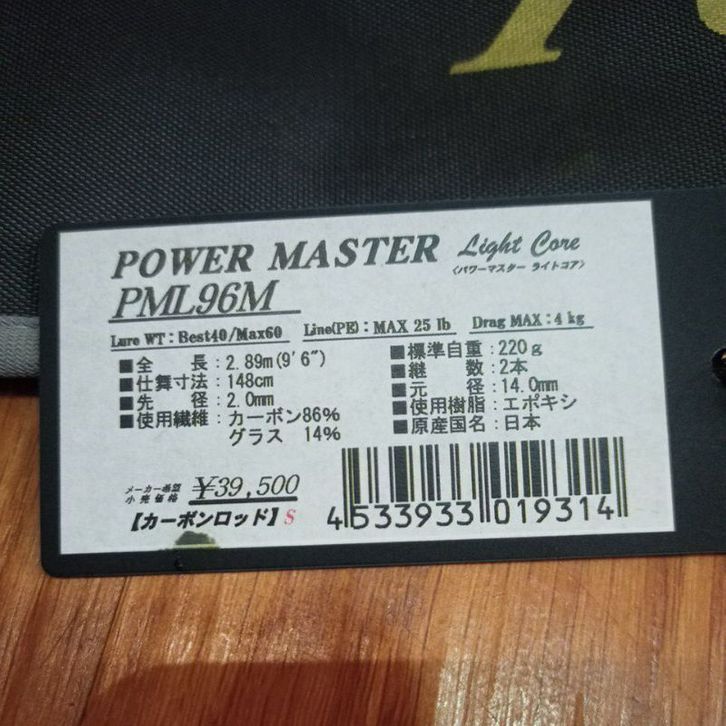 POWER MASTER Light Core
〈パワーマスター ライトコア〉
PML96M
Lure WT : Best40/Max60 Line(PE) : MAX 25 lb Drag MAX : 4 kg
■全 長 : 2.89m(9'6")
■仕舞寸法 : 148cm
■先 径 : 2.0mm
■使用繊維 : カーボン86%
グラス 14%
■標準自重 : 220g
■継 数 : 2本
■元 径 : 14.0mm
■使用樹脂 : エポキシ
■原産国名 : 日本
メーカー希望
小売価格 ¥39,500
【カーボンロッド】S
4533933019314